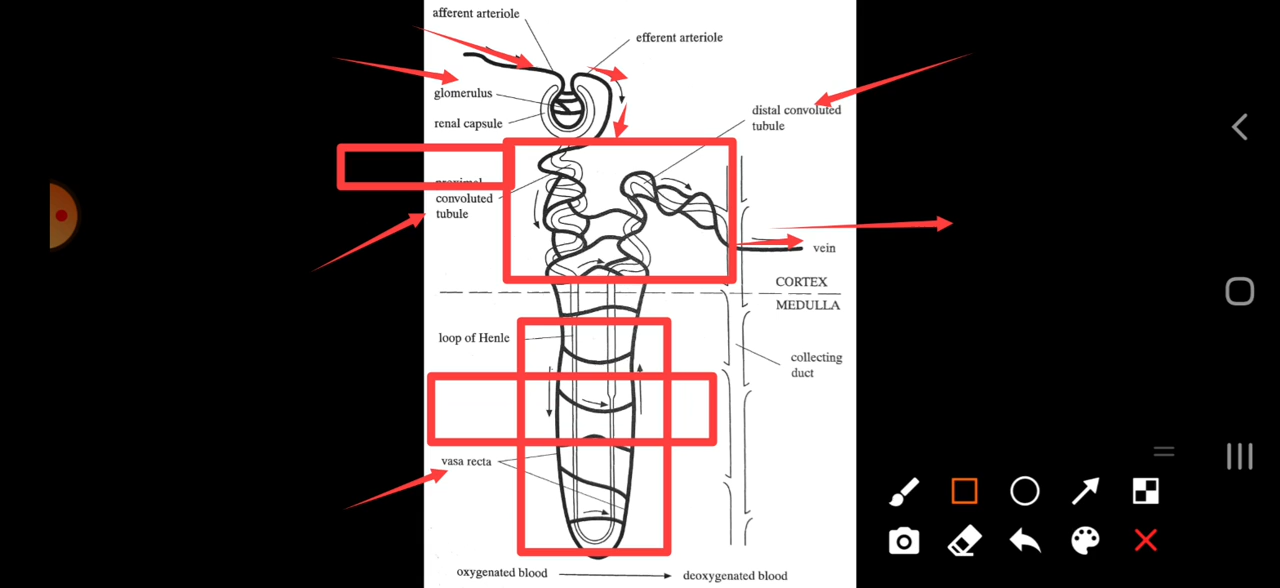 afferent arteriole
efferent arteriole
glomerulus
renal capsule
distal convoluted
tubule
proximal
convoluted
tubule
vein
CORTEX
MEDULLA
loop of Henle
collecting
duct
vasa recta
oxygenated blood
deoxygenated blood